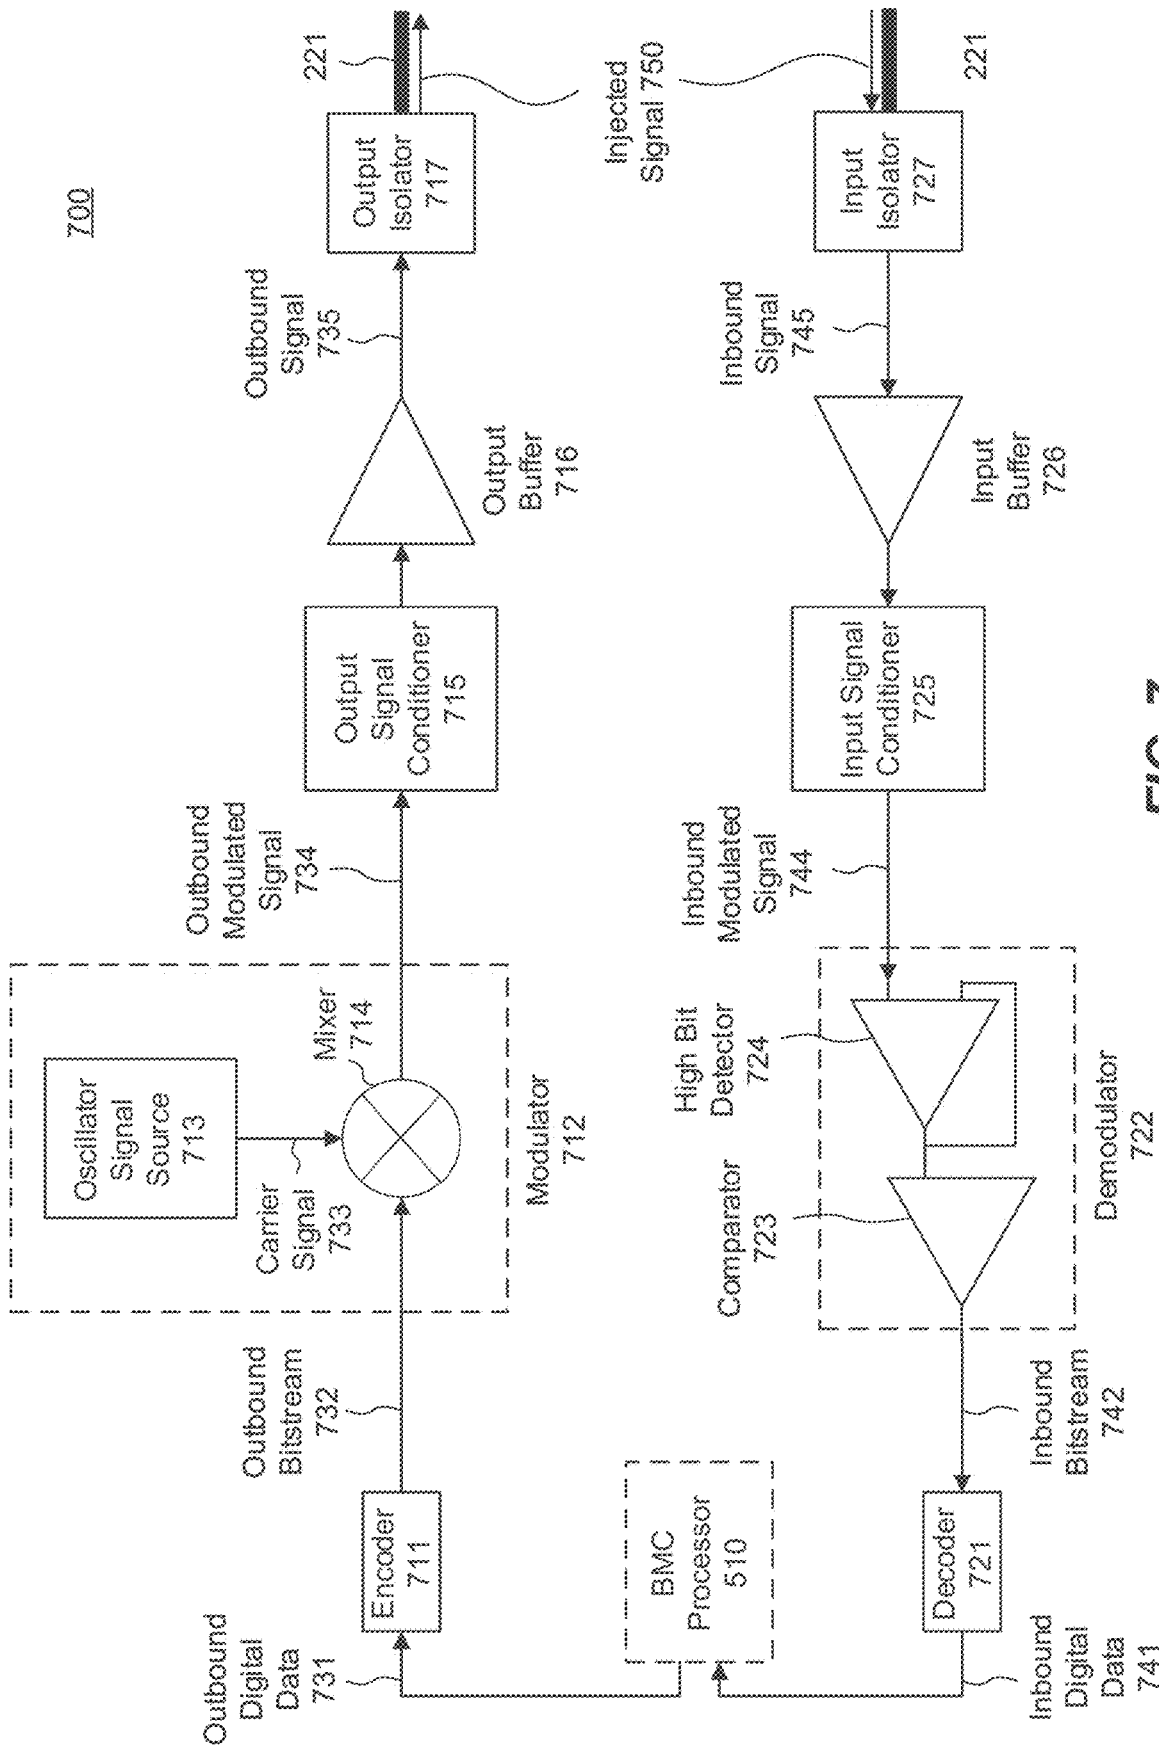 700
Oscillator
Signal
Source
713
Carrier
Signal
733
Mixer
714
Modulator
712
Outbound
Digital
Data
731
Encoder
711
Outbound
Bitstream
732
Outbound
Modulated
Signal
734
Output
Signal
Conditioner
715
Output
Buffer
716
Outbound
Signal
735
Output
Isolator
717
221
Injected
Signal 750
BMC
Processor
510
Inbound
Digital
Data
741
Decoder
721
Inbound
Bitstream
742
Comparator
723
High Bit
Detector
724
Demodulator
722
Inbound
Modulated
Signal
744
Input Signal
Conditioner
725
Input
Buffer
726
Inbound
Signal
745
Input
Isolator
727
221